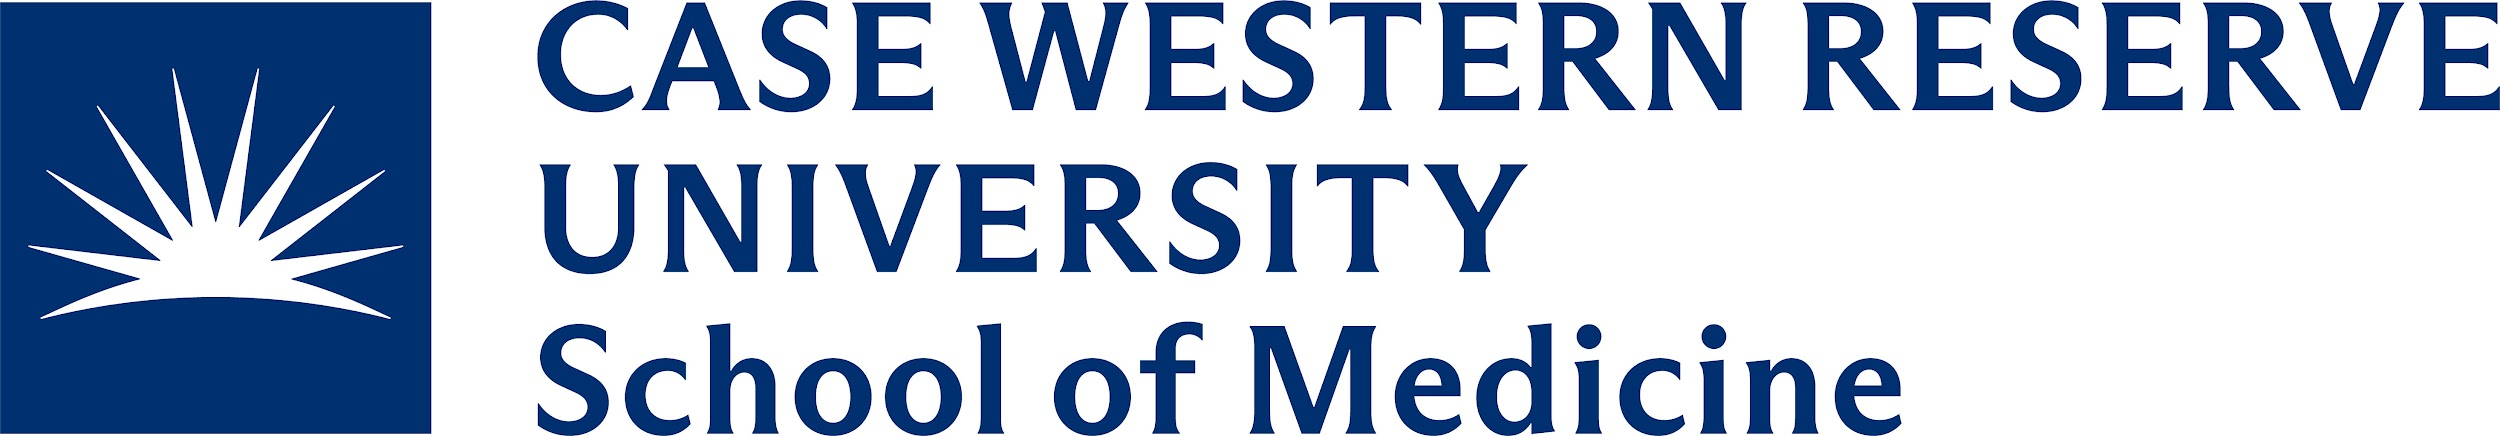 CASE WESTERN RESERVE
UNIVERSITY
School of Medicine